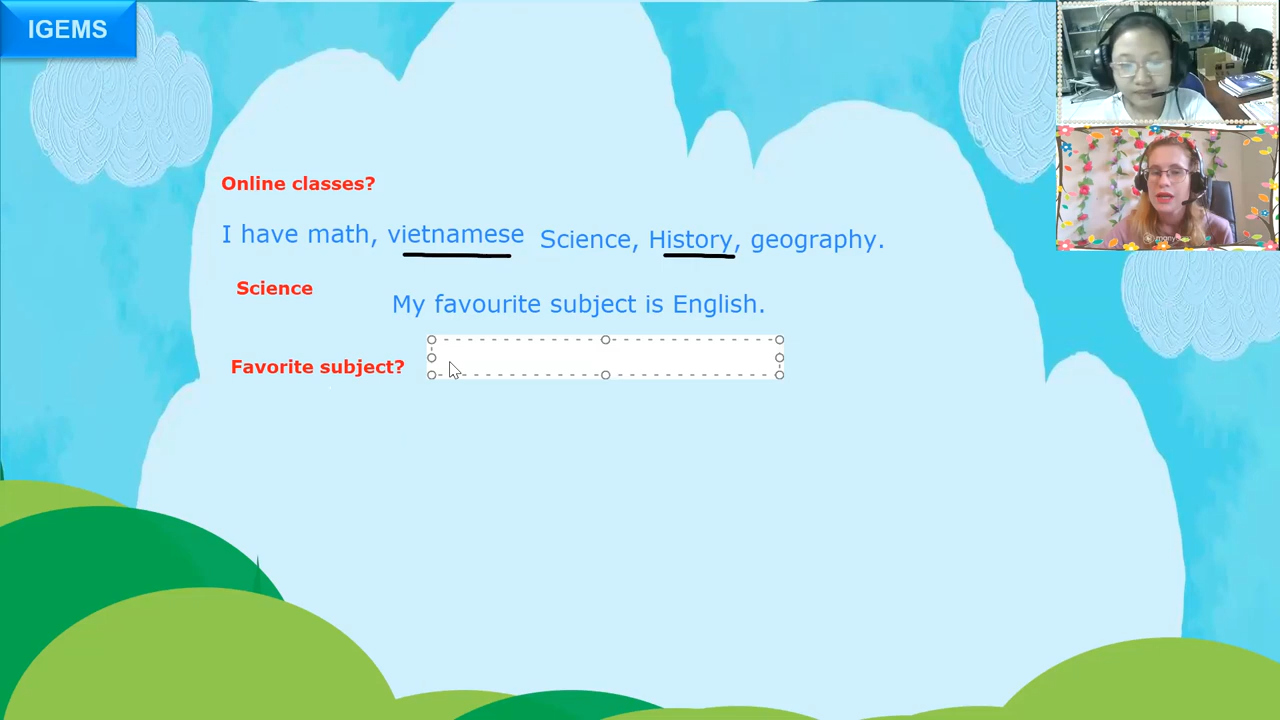 IGEMS
Online classes?
I have math, vietnamese Science, History, geography.
Science
My favourite subject is English.
Favorite subject?